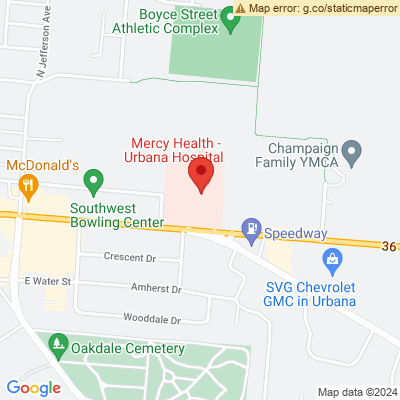 Map error: g.co/staticmaperror
Boyce Street
Athletic Complex
N Jefferson Ave
Mercy Health -
Urbana Hospital
Champaign
Family YMCA
McDonald's
Southwest
Bowling Center
Speedway
36
Crescent Dr
SVG Chevrolet
GMC in Urbana
E Water St
Amherst Dr
Wooddale Dr
Oakdale Cemetery
Google
Map data ©2024